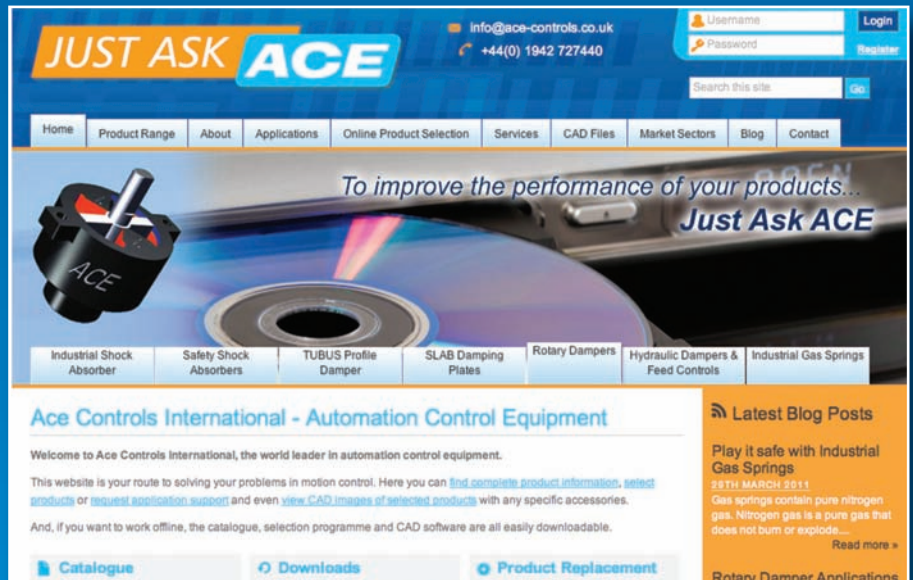 JUST ASK ACE
info@ace-controls.co.uk
+44(0) 1942 727440
Username
Login
Password
Register
Search this site.
Go
Home
Product Range
About
Applications
Online Product Selection
Services
CAD Files
Market Sectors
Blog
Contact
To improve the performance of your products...
Just Ask ACE
ACE
Industrial Shock
Absorber
Safety Shock
Absorbers
TUBUS Profile
Damper
SLAB Damping
Plates
Rotary Dampers
Hydraulic Dampers &
Feed Controls
Industrial Gas Springs
Ace Controls International - Automation Control Equipment
Welcome to Ace Controls International, the world leader in automation control equipment.
This website is your route to solving your problems in motion control. Here you can find complete product information, select
products or request application support and even view CAD images of selected products with any specific accessories.
And, if you want to work offline, the catalogue, selection programme and CAD software are all easily downloadable.
Catalogue
Downloads
Product Replacement
Latest Blog Posts
Play it safe with Industrial
Gas Springs
29TH MARCH 2011
Gas springs contain pure nitrogen
gas. Nitrogen gas is a pure gas that
does not burn or explode....
Read more »
Rotary Damper Applications